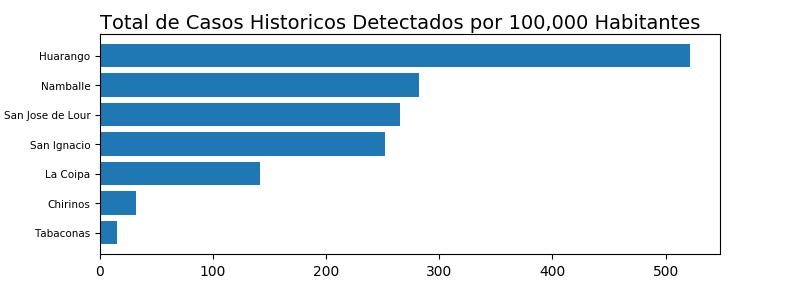 Total de Casos Historicos Detectados por 100,000 Habitantes
Huarango
Namballe
San Jose de Lour
San Ignacio
La Coipa
Chirinos
Tabaconas
0 100 200 300 400 500